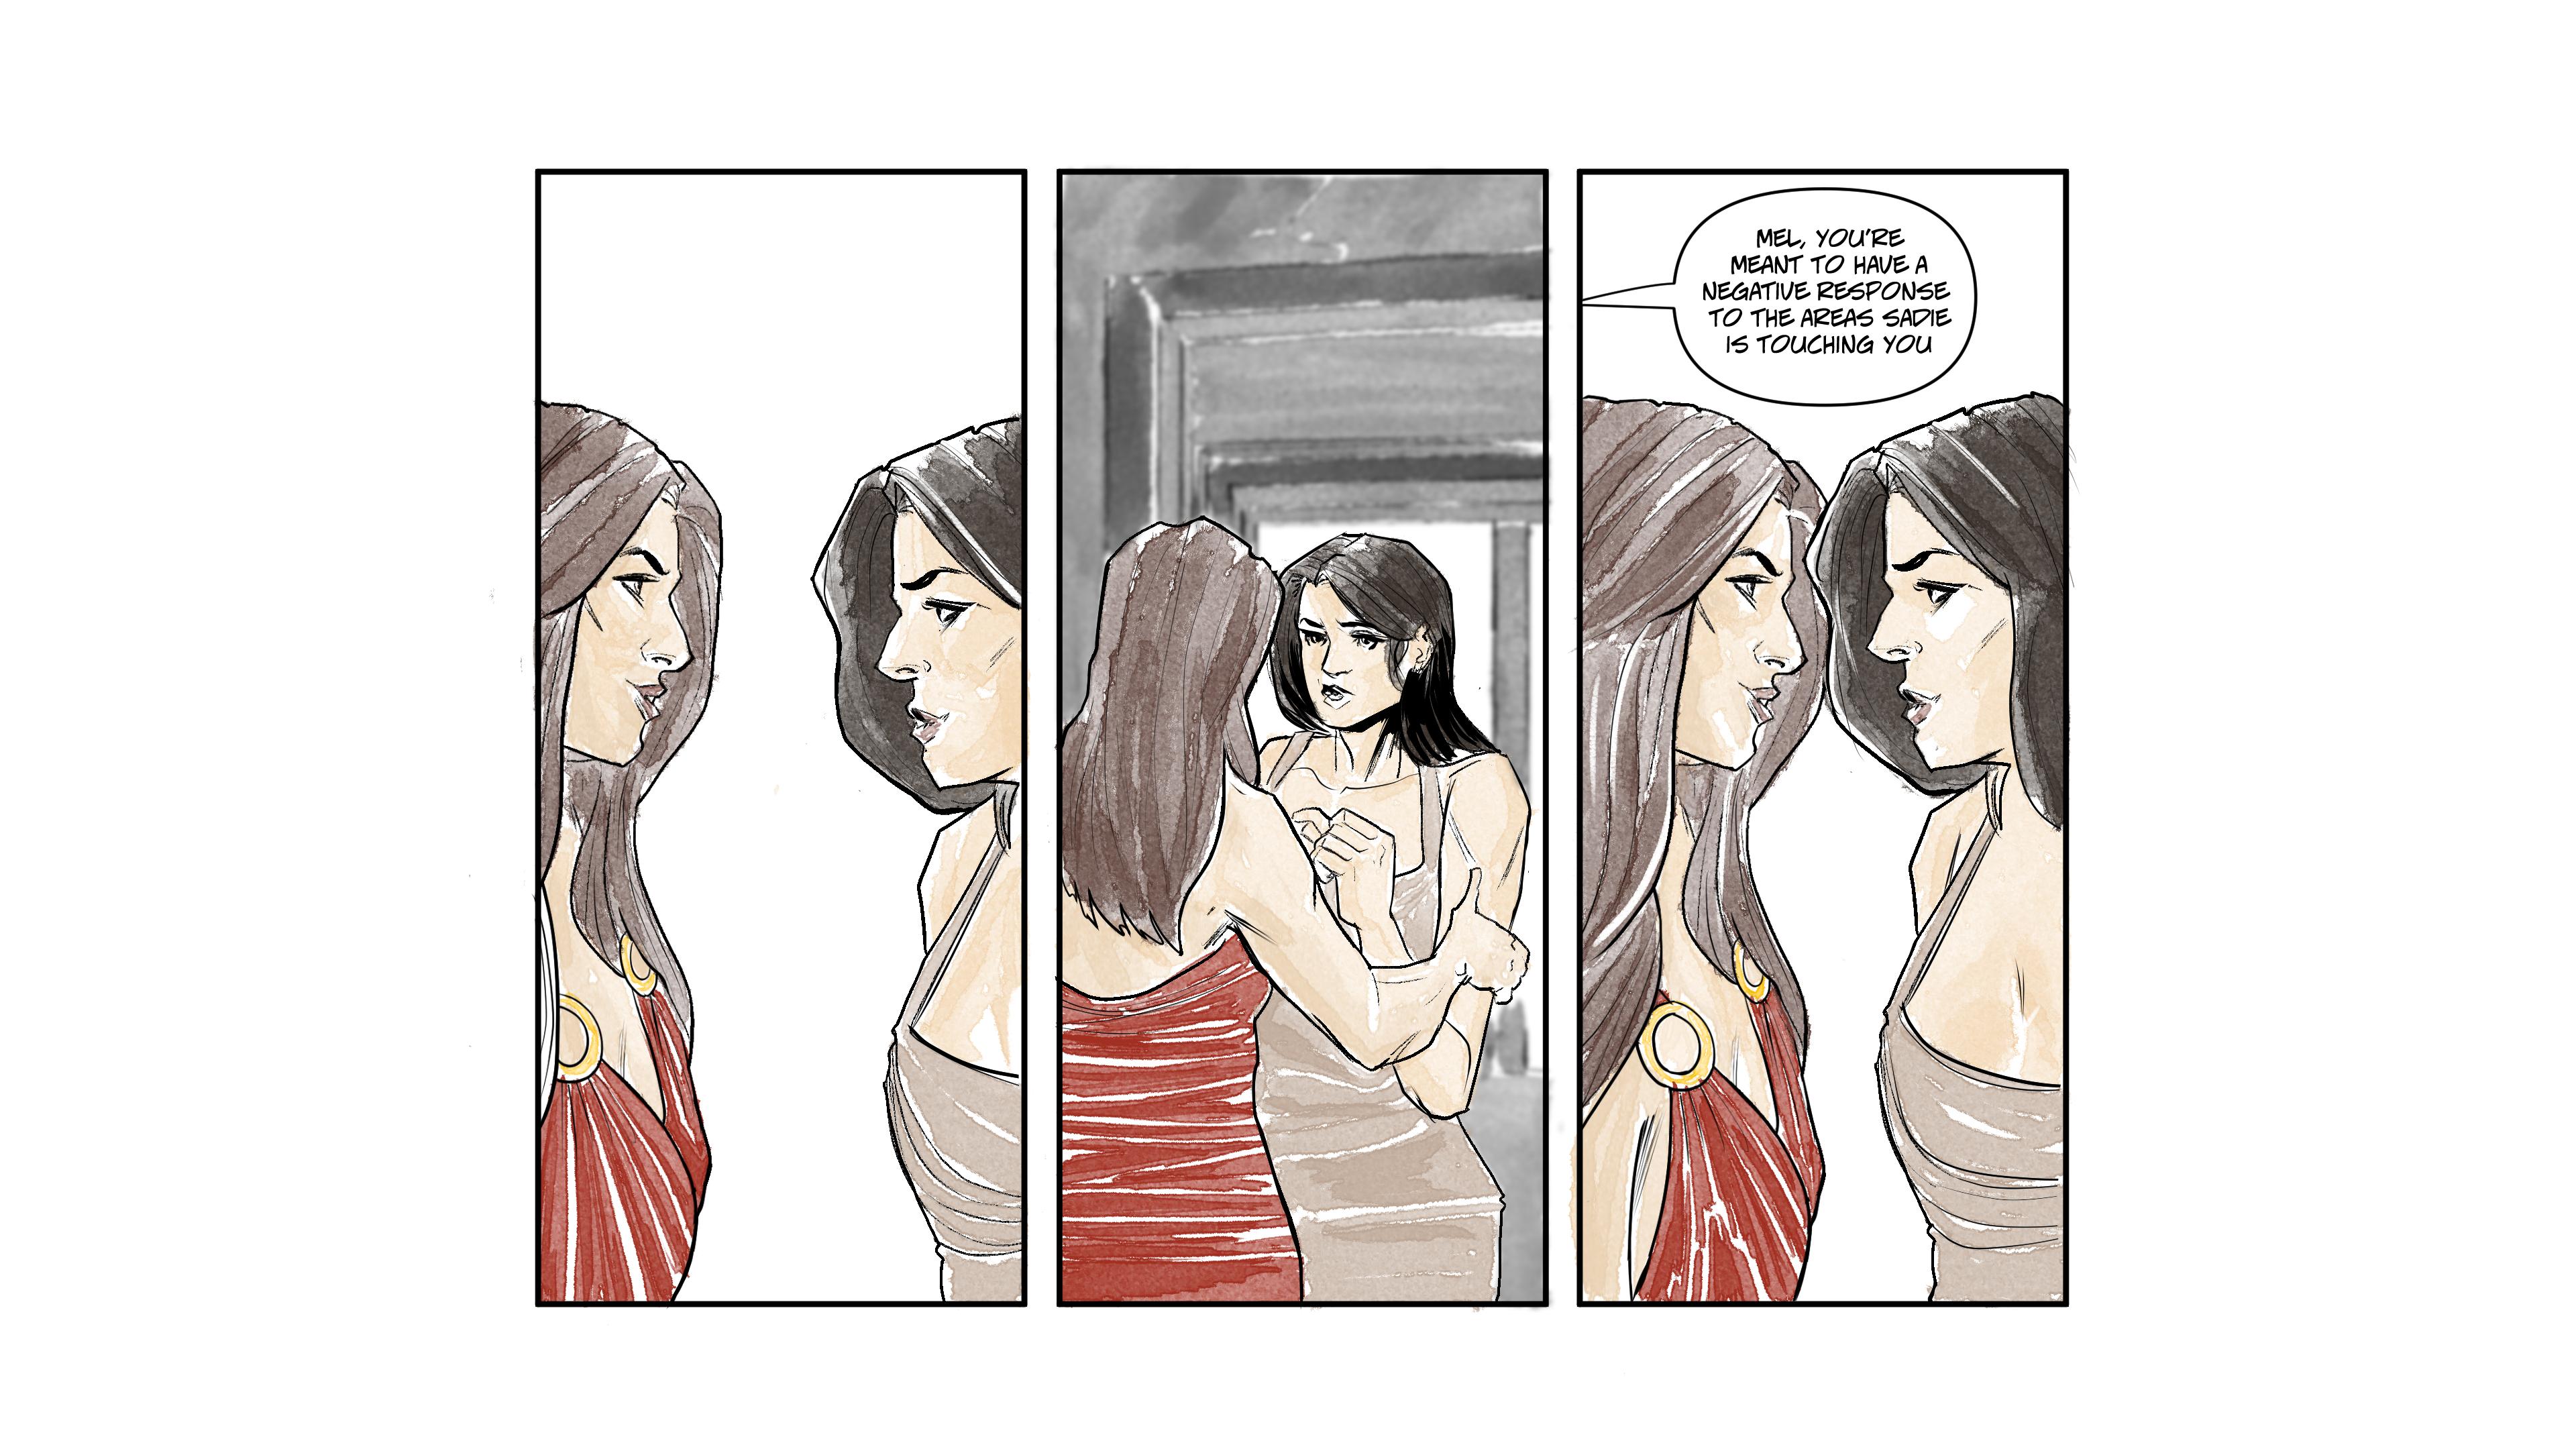 MEL, YOU'RE
MEANT TO HAVE A
NEGATIVE RESPONSE
TO THE AREAS SADIE
IS TOUCHING YOU